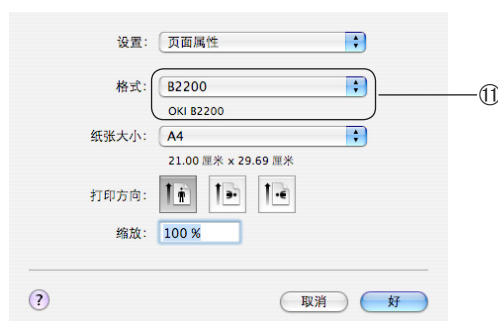 设置: 页面属性
格式: B2200
OKI B2200
⑪
纸张大小: A4
21.00 厘米 x 29.69 厘米
打印方向:
缩放: 100 %
? 取消 好